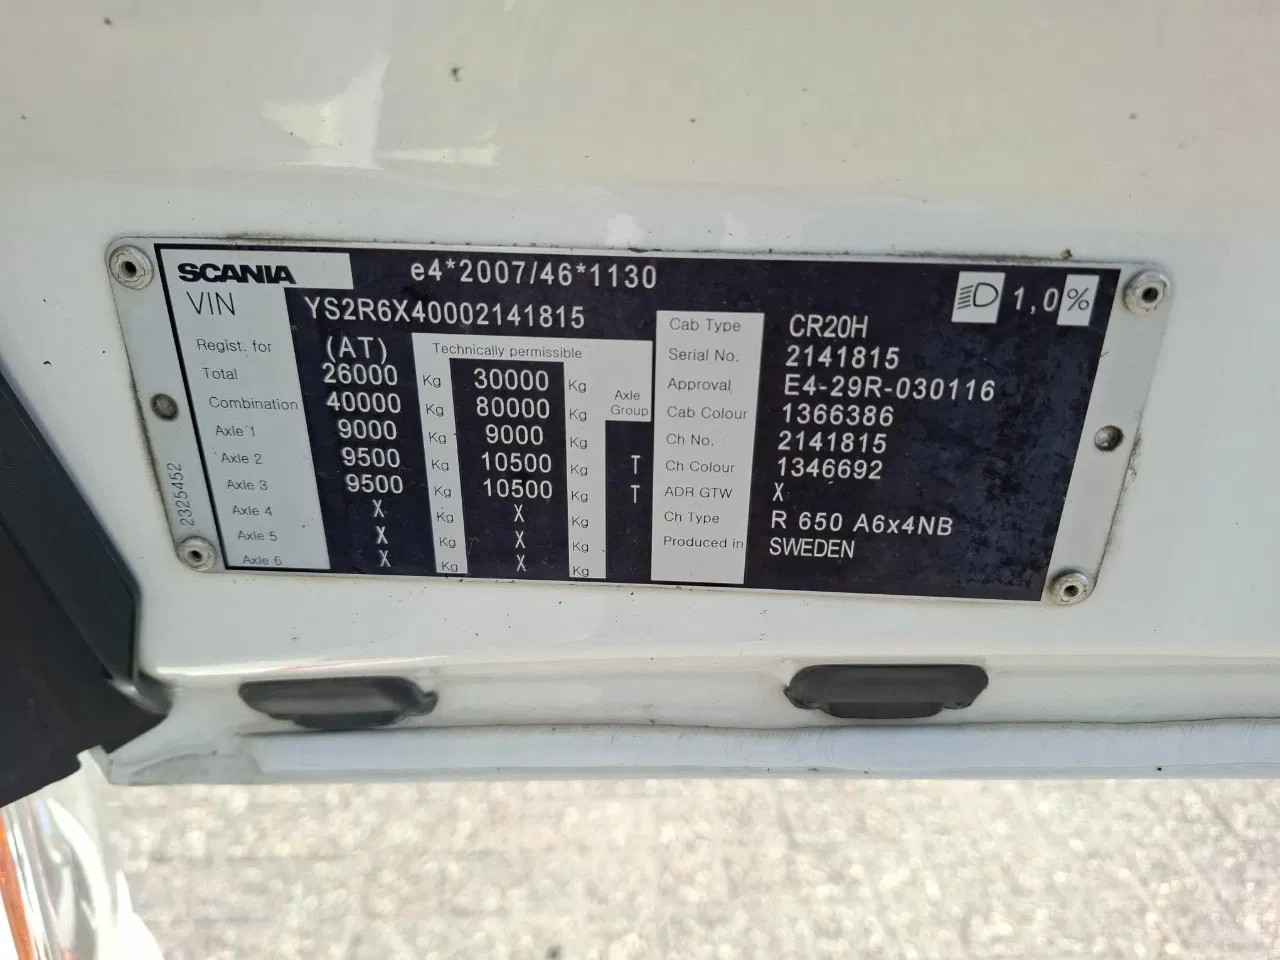 SCANIA e4*2007/46*1130 1,0%
VIN YS2R6X40002141815
Regist. for (AT) Technically permissible
Total 26000 Kg 30000 Kg Axle Group
Combination 40000 Kg 80000 Kg
Axle 1 9000 Kg 9000 Kg
Axle 2 9500 Kg 10500 Kg T
Axle 3 9500 Kg 10500 Kg T
Axle 4 X Kg X Kg
Axle 5 X Kg X Kg
Axle 6 X Kg X Kg
Cab Type CR20H
Serial No. 2141815
Approval E4-29R-030116
Cab Colour 1366386
Ch No. 2141815
Ch Colour 1346692
ADR GTW X
Ch Type R 650 A6x4NB
Produced in SWEDEN
2325452